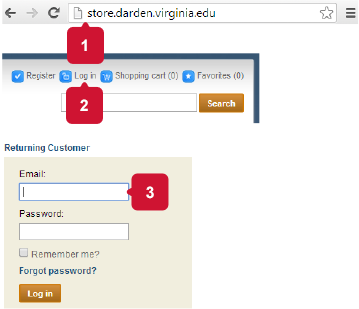 store.darden.virginia.edu
1
Register Log in Shopping cart (0) Favorites (0)
2
Search
Returning Customer
Email:
3
Password:
Remember me?
Forgot password?
Log in